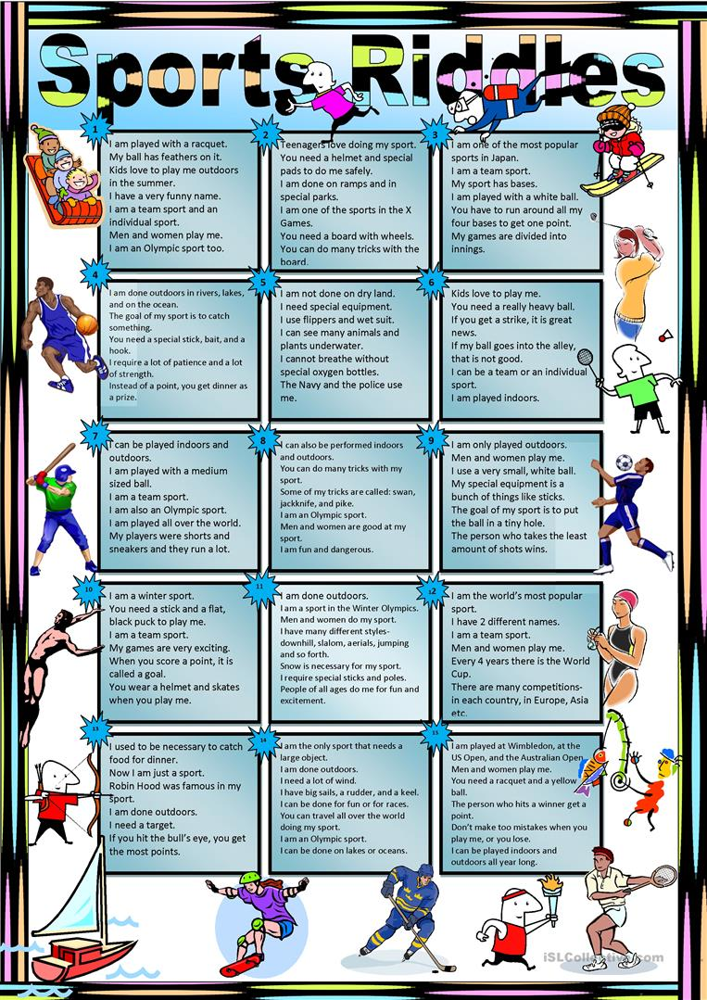 Sports Riddles
1
I am played with a racquet.
My ball has feathers on it.
Kids love to play me outdoors
in the summer.
I have a very funny name.
I am a team sport and an
individual sport.
Men and women play me.
I am an Olympic sport too.
2
Teenagers love doing my sport.
You need a helmet and special
pads to do me safely.
I am done on ramps and in
special parks.
I am one of the sports in the X
Games.
You need a board with wheels.
You can do many tricks with the
board.
3
I am one of the most popular
sports in Japan.
I am a team sport.
My sport has bases.
I am played with a white ball.
You have to run around all my
four bases to get one point.
My games are divided into
innings.
4
I am done outdoors in rivers, lakes,
and on the ocean.
The goal of my sport is to catch
something.
You need a special stick, bait, and a
hook.
I require a lot of patience and a lot
of strength.
Instead of a point, you get dinner as
a prize.
5
I am not done on dry land.
I need special equipment.
I use flippers and wet suit.
I can see many animals and
plants underwater.
I cannot breathe without
special oxygen bottles.
The Navy and the police use
me.
6
Kids love to play me.
You need a really heavy ball.
If you get a strike, it is great
news.
If my ball goes into the alley,
that is not good.
I can be a team or an individual
sport.
I am played indoors.
7
I can be played indoors and
outdoors.
I am played with a medium
sized ball.
I am a team sport.
I am also an Olympic sport.
I am played all over the world.
My players were shorts and
sneakers and they run a lot.
8
I can also be performed indoors
and outdoors.
You can do many tricks with my
sport.
Some of my tricks are called: swan,
jackknife, and pike.
I am an Olympic sport.
Men and women are good at my
sport.
I am fun and dangerous.
9
I am only played outdoors.
Men and women play me.
I use a very small, white ball.
My special equipment is a
bunch of things like sticks.
The goal of my sport is to put
the ball in a tiny hole.
The person who takes the least
amount of shots wins.
10
I am a winter sport.
You need a stick and a flat,
black puck to play me.
I am a team sport.
My games are very exciting.
When you score a point, it is
called a goal.
You wear a helmet and skates
when you play me.
11
I am done outdoors.
I am a sport in the Winter Olympics.
Men and women do my sport.
I have many different styles-
downhill, slalom, aerials, jumping
and so forth.
Snow is necessary for my sport.
I require special sticks and poles.
People of all ages do me for fun and
excitement.
12
I am the world's most popular
sport.
I have 2 different names.
I am a team sport.
Men and women play me.
Every 4 years there is the World
Cup.
There are many competitions-
in each country, in Europe, Asia
etc.
13
I used to be necessary to catch
food for dinner.
Now I am just a sport.
Robin Hood was famous in my
sport.
I am done outdoors.
I need a target.
If you hit the bull's eye, you get
the most points.
14
I am the only sport that needs a
large object.
I am done outdoors.
I need a lot of wind.
I have big sails, a rudder, and a keel.
I can be done for fun or for races.
You can travel all over the world
doing my sport.
I am an Olympic sport.
I can be done on lakes or oceans.
15
I am played at Wimbledon, at the
US Open, and the Australian Open.
Men and women play me.
You need a racquet and a yellow
ball.
The person who hits a winner get a
point.
Don't make too mistakes when you
play me, or you lose.
I can be played indoors and
outdoors all year long.
iSLCollective.com